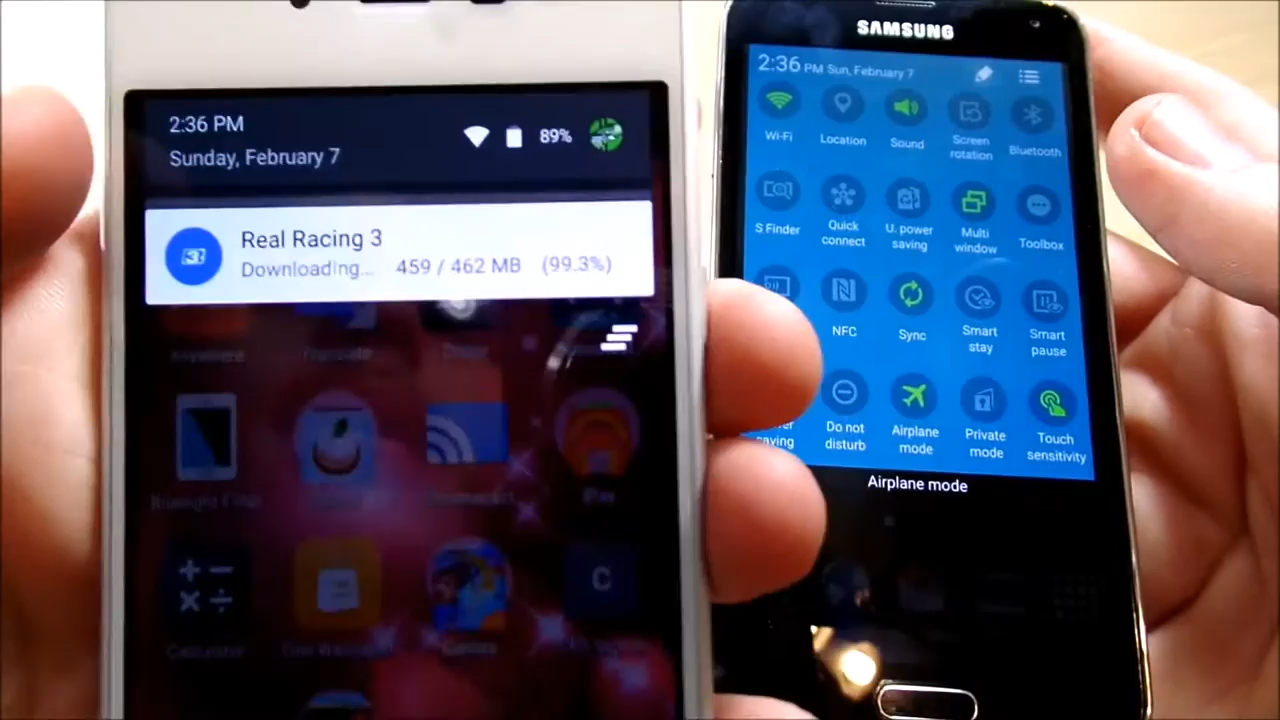 2:36 PM
Sunday, February 7
89%
Real Racing 3
Downloading... 459 / 462 MB (99.3%)
Calculator
SAMSUNG
2:36 PM Sun, February 7
Wi-Fi
Location
Sound
Screen rotation
Bluetooth
S Finder
Quick connect
U. power saving
Multi window
Toolbox
NFC
Sync
Smart stay
Smart pause
saving
Do not disturb
Airplane mode
Private mode
Touch sensitivity
Airplane mode